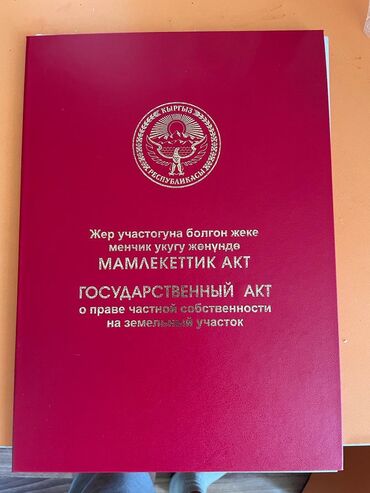 КЫРГЫЗ
РЕСПУБЛИКАСЫ
Жер участогуна болгон жеке
менчик укугу жөнүндө
МАМЛЕКЕТТИК АКТ
ГОСУДАРСТВЕННЫЙ АКТ
о праве частной собственности
на земельный участок